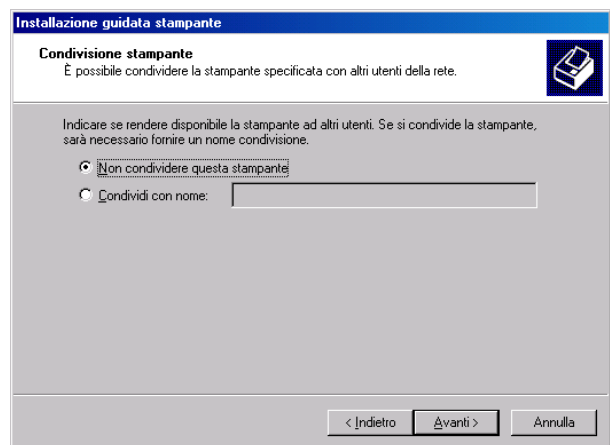 Installazione guidata stampante
Condivisione stampante
È possibile condividere la stampante specificata con altri utenti della rete.
Indicare se rendere disponibile la stampante ad altri utenti. Se si condivide la stampante,
sarà necessario fornire un nome condivisione.
Non condividere questa stampante
Condividi con nome:
< Indietro
Avanti >
Annulla